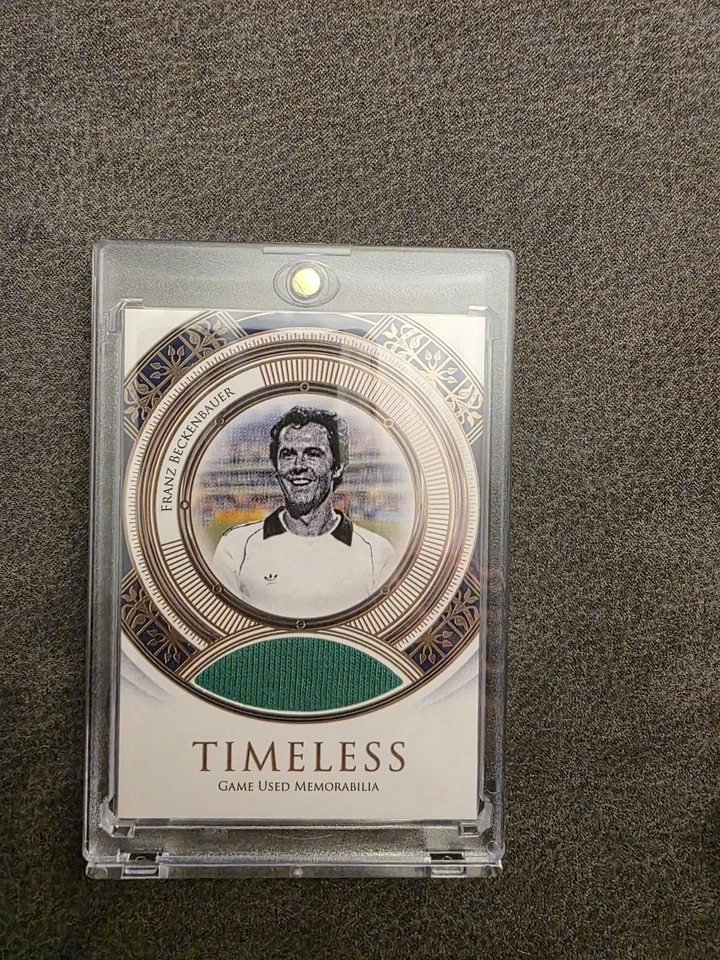 FRANZ BECKENBAUER
TIMELESS
GAME USED MEMORABILIA